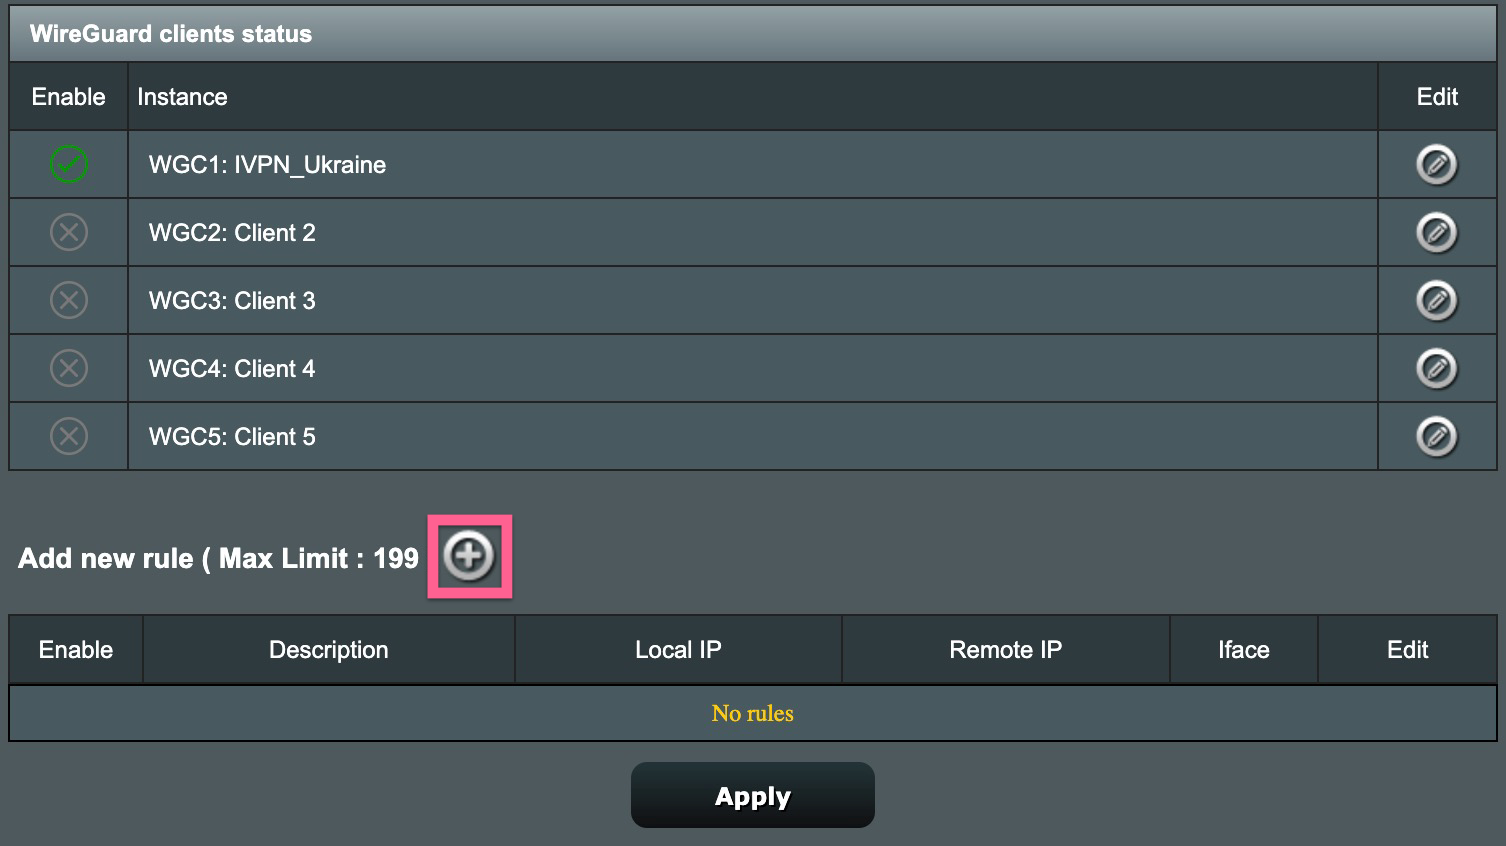 WireGuard clients status
Enable Instance Edit
WGC1: IVPN_Ukraine
WGC2: Client 2
WGC3: Client 3
WGC4: Client 4
WGC5: Client 5
Add new rule ( Max Limit : 199
Enable Description Local IP Remote IP Iface Edit
No rules
Apply